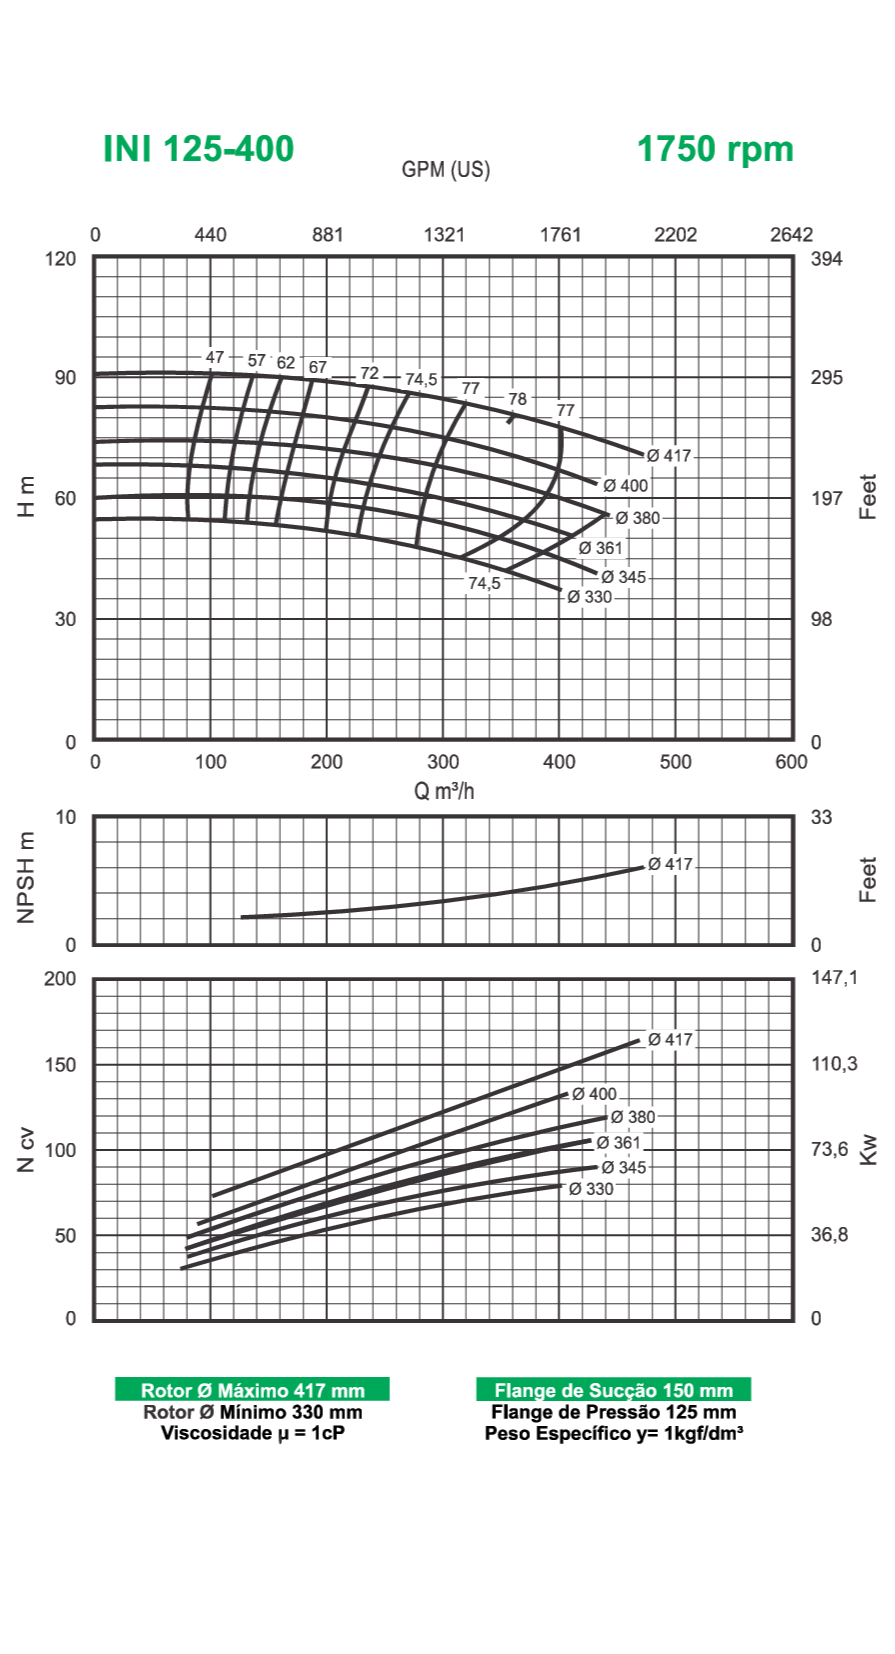 INI 125-400 1750 rpm
GPM (US)
0 440 881 1321 1761 2202 2642
120 394
47 57 62 67 72 74,5 77 78 77
90 295
Ø 417
Ø 400
H m 60 197 Feet
Ø 380
Ø 361
74,5 Ø 345
Ø 330
30 98
0 0
0 100 200 300 400 500 600
Q m³/h
10 33
NPSH m Ø 417 Feet
0 0
200 147,1
Ø 417
150 110,3
Ø 400
Ø 380
N cv 100 Ø 361 73,6 Kw
Ø 345
Ø 330
50 36,8
0 0
Rotor Ø Máximo 417 mm Flange de Sucção 150 mm
Rotor Ø Mínimo 330 mm Flange de Pressão 125 mm
Viscosidade µ = 1cP Peso Específico y= 1kgf/dm³